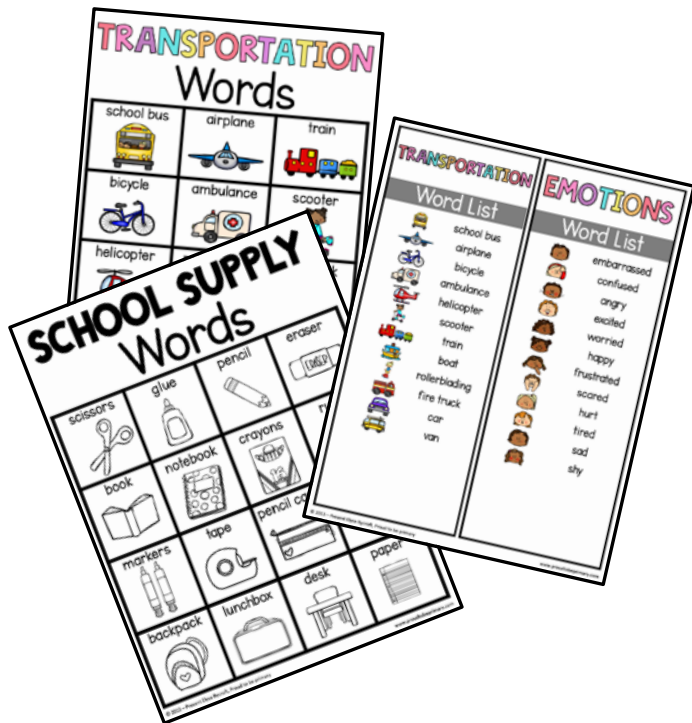 TRANSPORTATION
Words
school bus airplane train
bicycle ambulance scooter
helicopter
SCHOOL SUPPLY
Words
scissors glue pencil eraser
ERASER
book notebook crayons
markers tape pencil
backpack lunchbox desk paper
TRANSPORTATION
Word List
school bus
airplane
bicycle
ambulance
helicopter
scooter
train
boat
rollerblading
fire truck
car
van
EMOTIONS
Word List
embarrassed
confused
angry
excited
worried
happy
frustrated
scared
hurt
tired
sad
shy